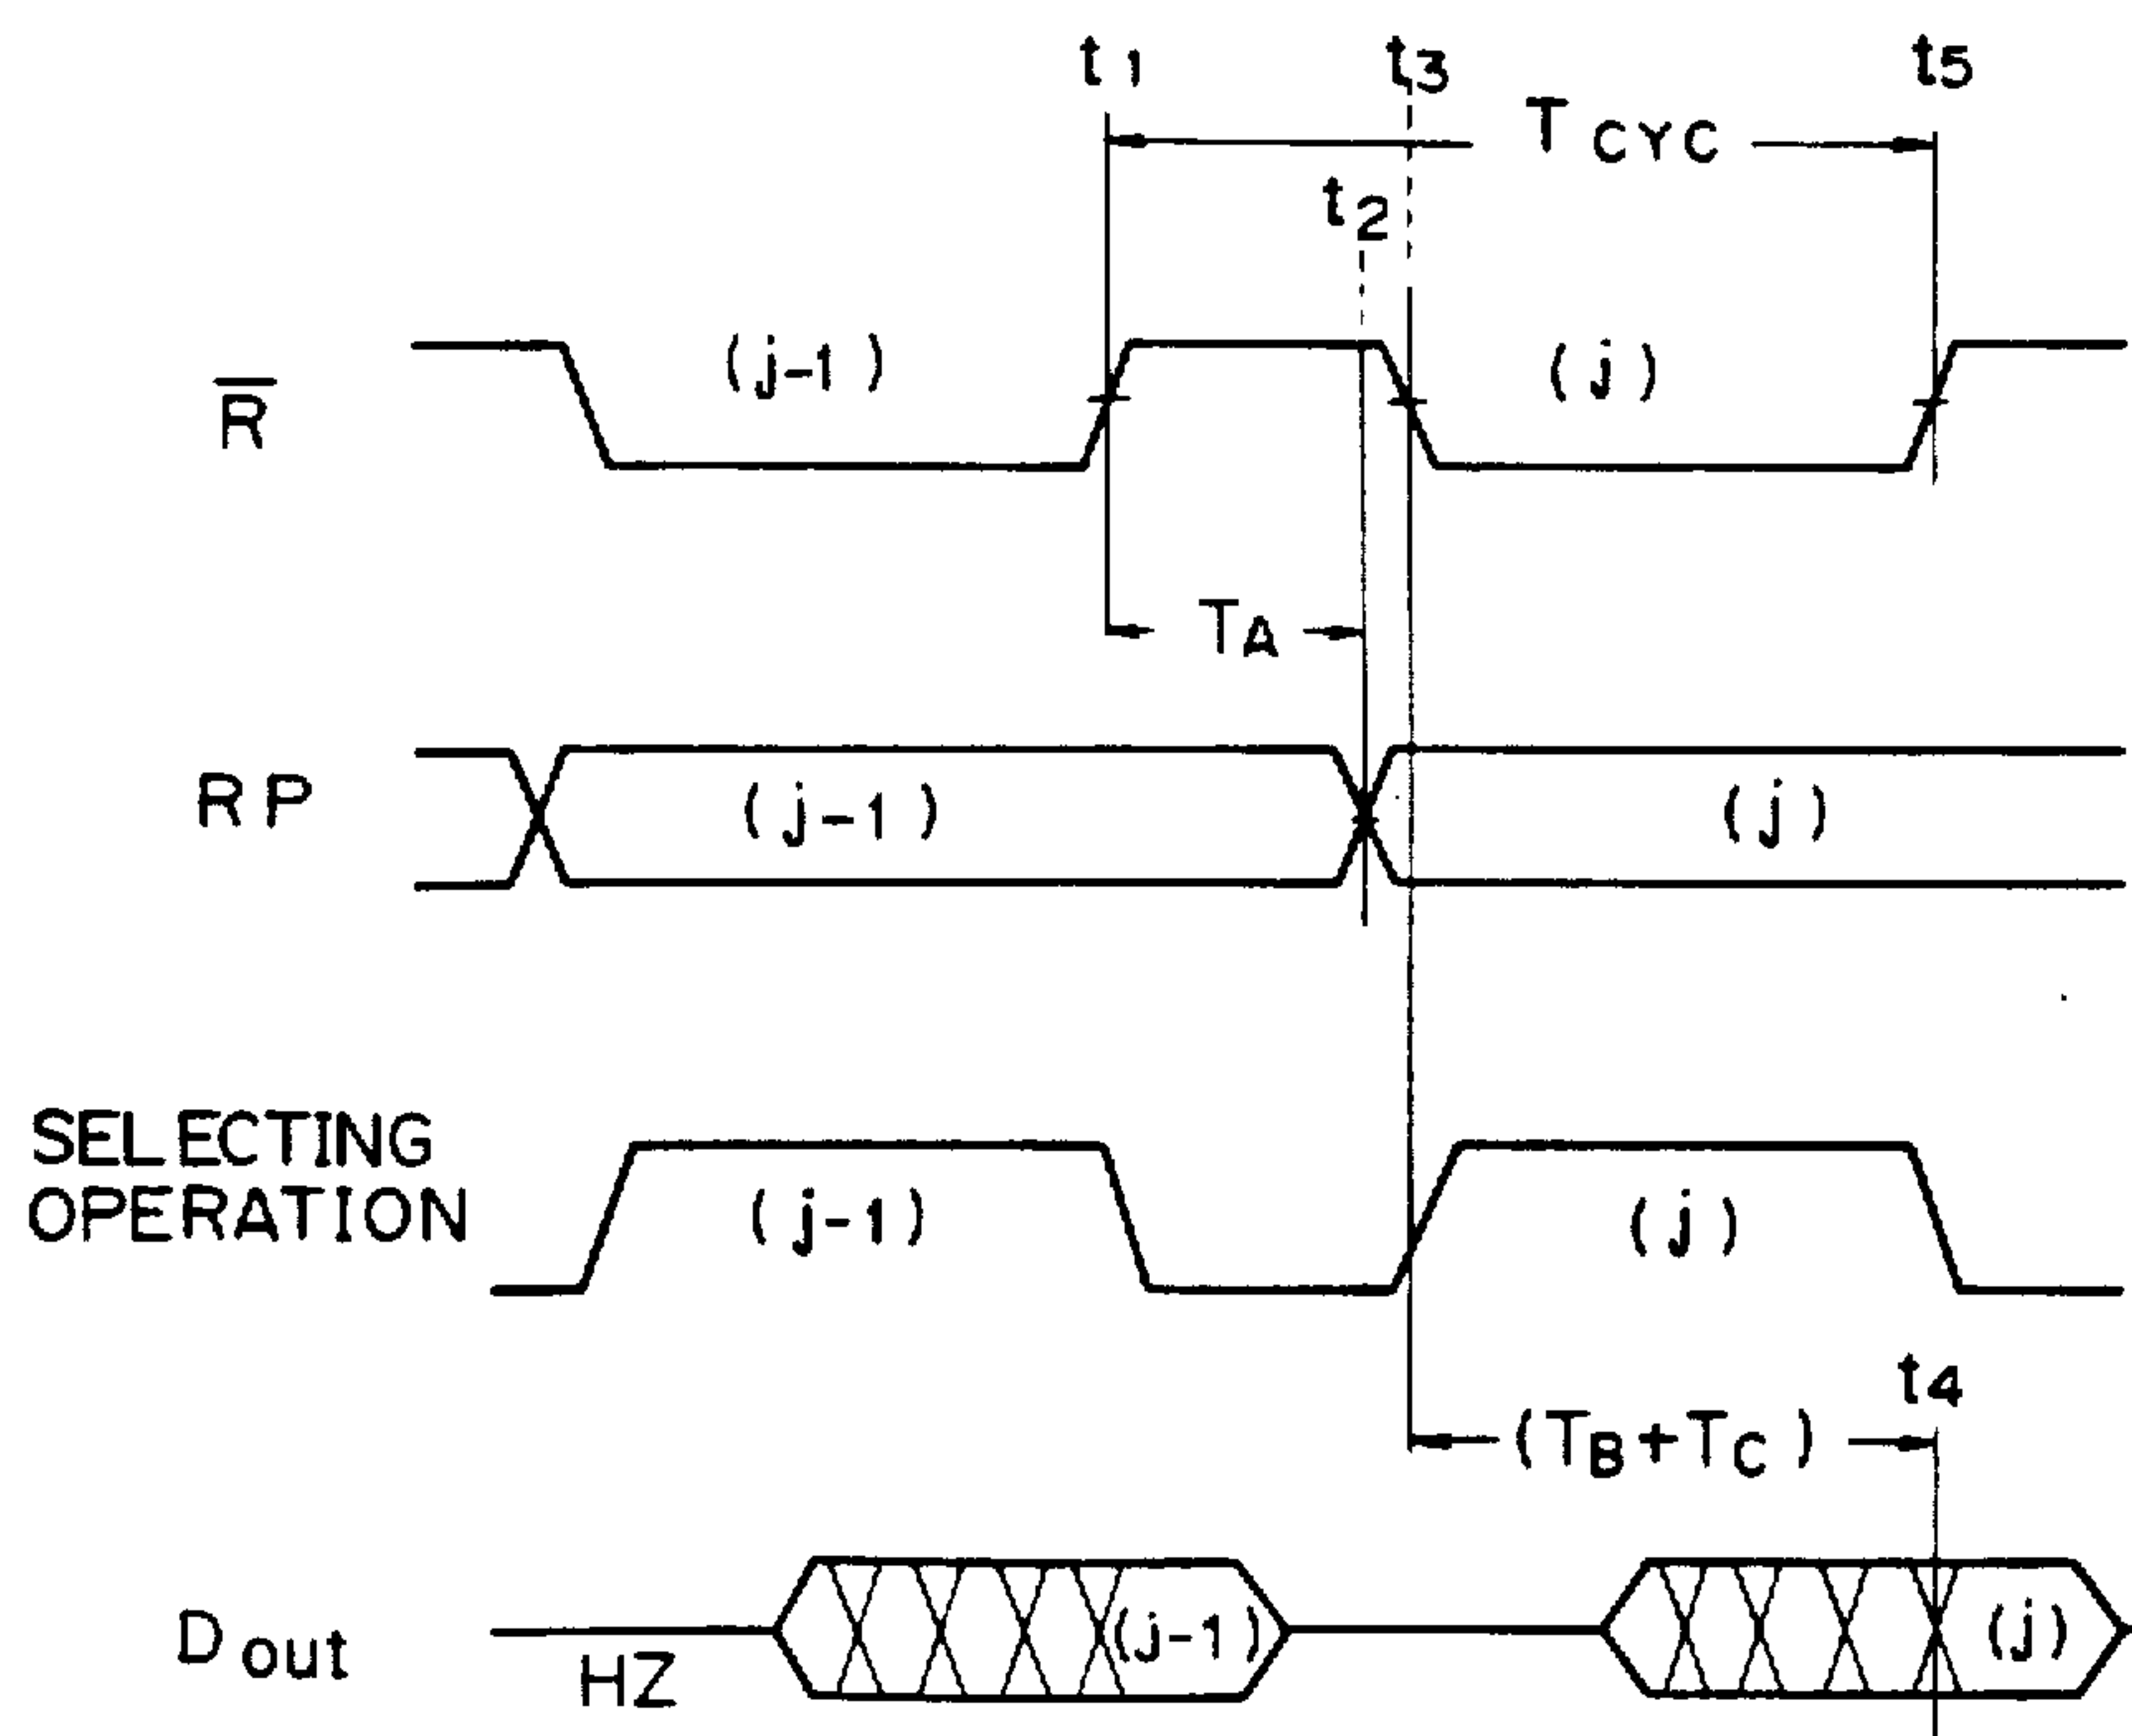 t1 t3 t5
TCYC
t2
R̅ (j-1) (j)
TA
RP (j-1) (j)
SELECTING
OPERATION (j-1) (j)
t4
(TB+TC)
Dout HZ (j-1) (j)